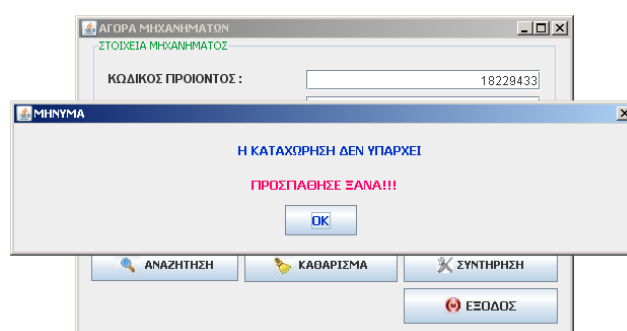 ΑΓΟΡΑ ΜΗΧΑΝΗΜΑΤΩΝ
ΣΤΟΙΧΕΙΑ ΜΗΧΑΝΗΜΑΤΟΣ
ΚΩΔΙΚΟΣ ΠΡΟΙΟΝΤΟΣ : 18229433
ΜΗΝΥΜΑ
Η ΚΑΤΑΧΩΡΗΣΗ ΔΕΝ ΥΠΑΡΧΕΙ
ΠΡΟΣΠΑΘΗΣΕ ΞΑΝΑ!!!
OK
ΑΝΑΖΗΤΗΣΗ ΚΑΘΑΡΙΣΜΑ ΣΥΝΤΗΡΗΣΗ
ΕΞΟΔΟΣ